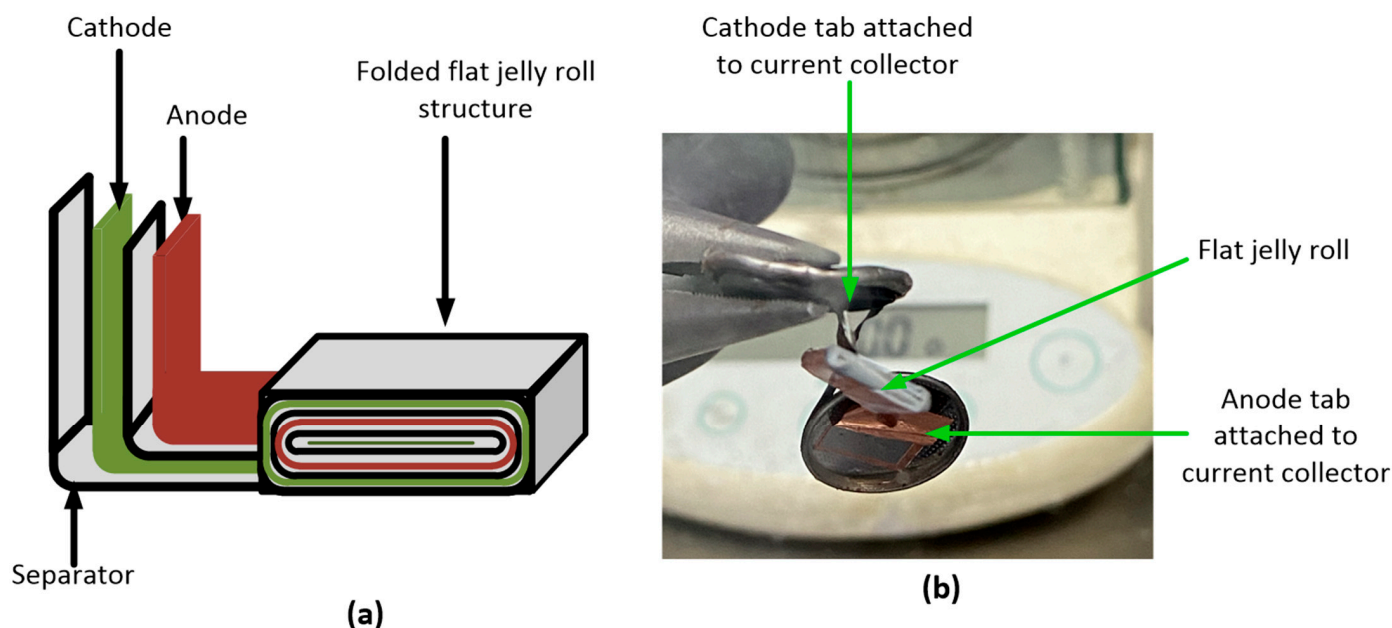 Cathode
Anode
Folded flat jelly roll
structure
Separator
(a)
Cathode tab attached
to current collector
Flat jelly roll
Anode tab
attached to
current collector
(b)